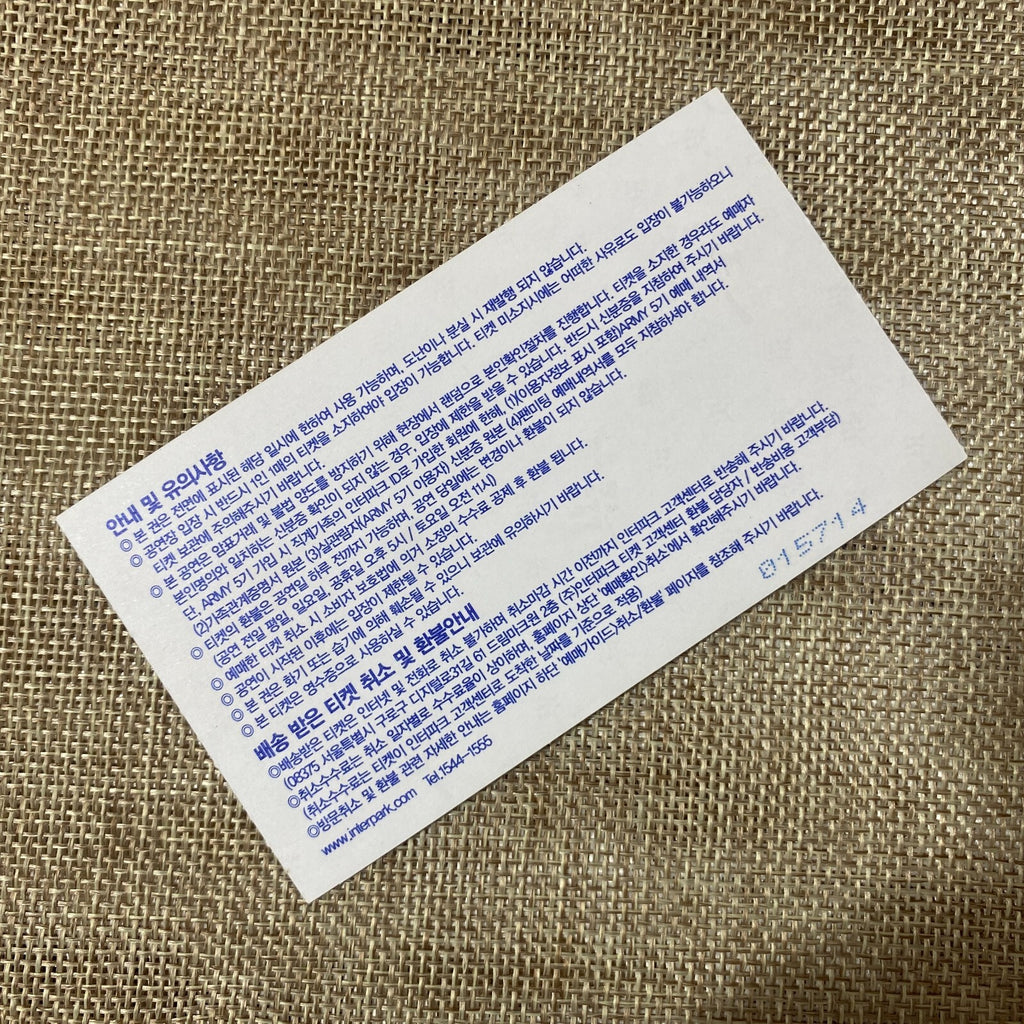 안내 및 유의사항
◎ 본 권은 전면에 표시된 해당 일시에 한하여 사용 가능하며, 도난이나 분실 시 재발행 되지 않습니다.
◎ 공연장 입장 시 반드시 1인 1매의 티켓을 소지하여야 입장이 가능합니다. 티켓 미소지시에는 어떠한 사유로도 입장이 불가능하오니
티켓 보관에 주의해주시기 바랍니다.
◎ 본 공연은 암표거래 및 불법 양도를 방지하기 위해 현장에서 랜덤으로 본인확인절차를 진행합니다. 티켓을 소지한 경우라도 예매자
본인명의와 일치하는 신분증 확인이 되지 않는 경우, 입장에 제한을 받을 수 있습니다. 반드시 신분증을 지참하여 주시기 바랍니다.
단, ARMY 5기 가입 시 직계가족의 인터파크 ID로 가입한 회원에 한해, (1)(이용자정보 표시 포함)ARMY 5기 예매 내역서
(2)가족관계증명서 원본 (3)실관람자(ARMY 5기 이용자) 신분증 원본 (4)팬미팅 예매내역서를 모두 지참하셔야 합니다.
◎ 티켓의 환불은 공연일 하루 전까지 가능하며, 공연 당일에는 변경이나 환불이 되지 않습니다.
(공연 전일 평일, 일요일, 공휴일 오후 5시 / 토요일 오전 11시)
◎ 예매한 티켓 취소 시 소비자 보호법에 의거 소정의 수수료 공제 후 환불 됩니다.
◎ 공연이 시작된 이후에는 입장이 제한될 수 있습니다.
◎ 본 권은 화기 또는 습기에 의해 훼손될 수 있으니 보관에 유의하시기 바랍니다.
◎ 본 티켓은 영수증으로 사용하실 수 있습니다.
배송 받은 티켓 취소 및 환불안내
◎배송받은 티켓은 인터넷 및 전화로 취소 불가하며, 취소마감 시간 이전까지 인터파크 고객센터로 반송해 주시기 바랍니다.
(08375 서울특별시 구로구 디지털로31길 61 드림마크원 2층 (주)인터파크 티켓 고객센터 환불 담당자 / 반송비용 고객부담)
◎취소수수료는 취소 일자별로 수수료율이 상이하며, 홈페이지 상단 '예매확인)취소'에서 확인해주시기 바랍니다.
(취소수수료는 티켓이 인터파크 고객센터로 도착한 날짜를 기준으로 적용)
◎방문취소 및 환불 관련 자세한 안내는 홈페이지 하단 '예매가이드〉취소/환불 페이지'를 참조해 주시기 바랍니다.
www.interpark.com Tel.1544-1555
015714